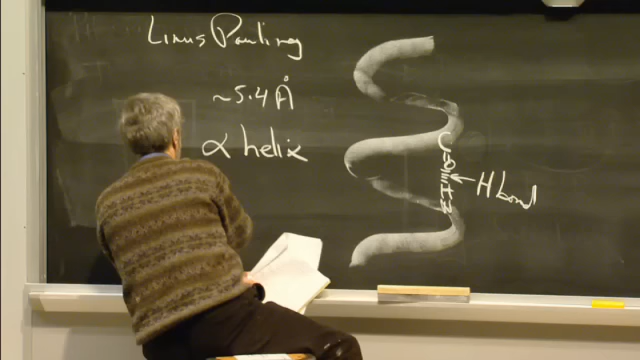 Linus Pauling
~5.4 Å
α helix
C=O⋯H-N
H bond